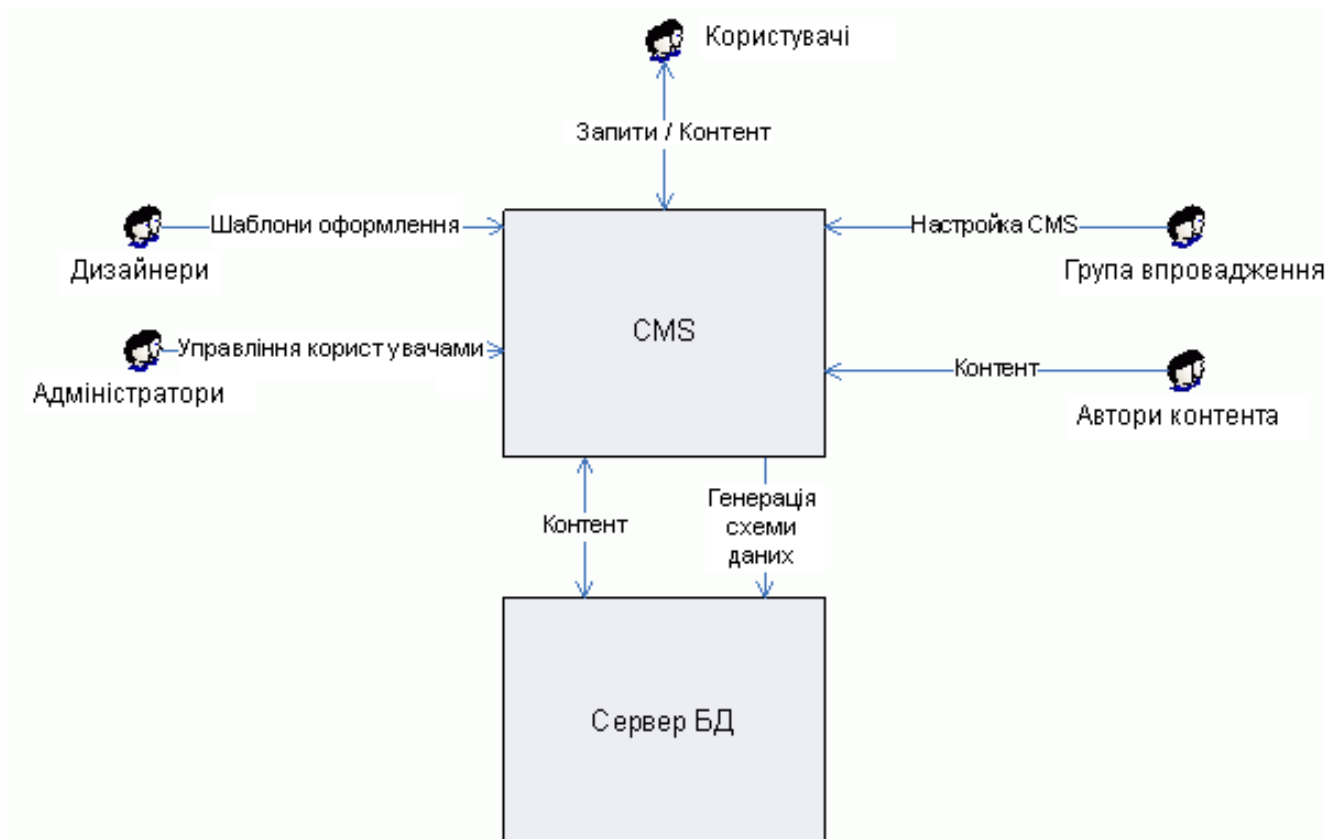 Користувачі
Запити / Контент
Шаблони оформлення
Настройка CMS
Дизайнери
Група впровадження
CMS
Управління користувачами
Контент
Адміністратори
Автори контента
Контент
Генерація
схеми
даних
Сервер БД